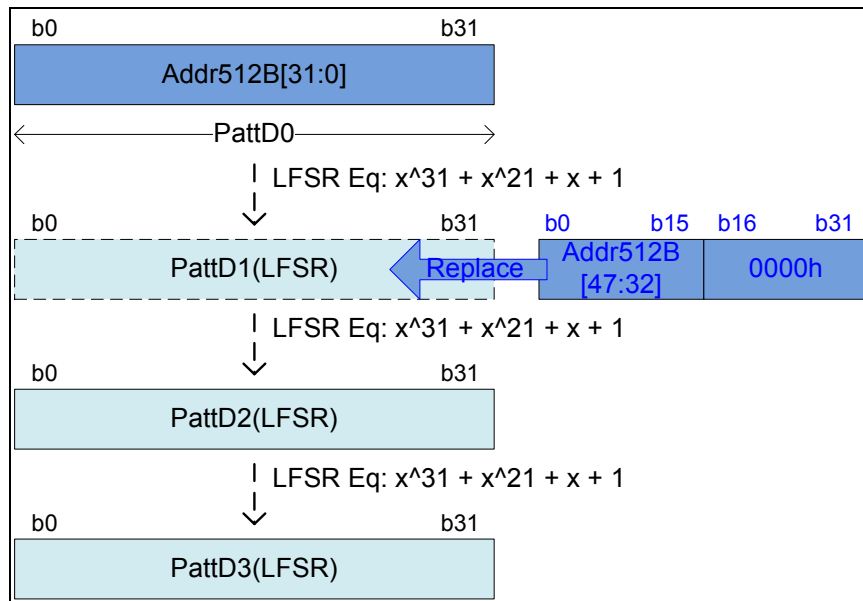 b0 b31
Addr512B[31:0]
PattD0
LFSR Eq: x^31 + x^21 + x + 1
b0 b31 b0 b15 b16 b31
PattD1(LFSR) Replace Addr512B 0000h
[47:32]
LFSR Eq: x^31 + x^21 + x + 1
b0 b31
PattD2(LFSR)
LFSR Eq: x^31 + x^21 + x + 1
b0 b31
PattD3(LFSR)